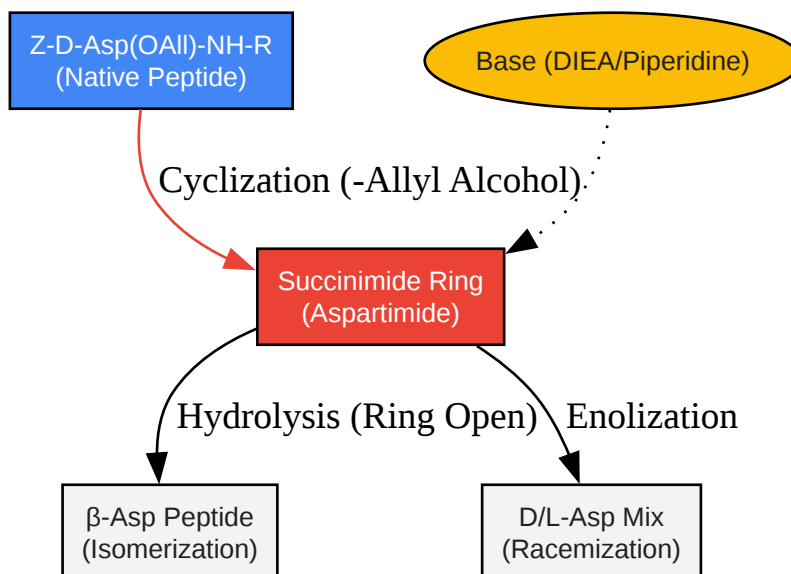 Z-D-Asp(OAll)-NH-R
(Native Peptide)
Base (DIEA/Piperidine)
Cyclization (-Allyl Alcohol)
Succinimide Ring
(Aspartimide)
Hydrolysis (Ring Open)
Enolization
β-Asp Peptide
(Isomerization)
D/L-Asp Mix
(Racemization)